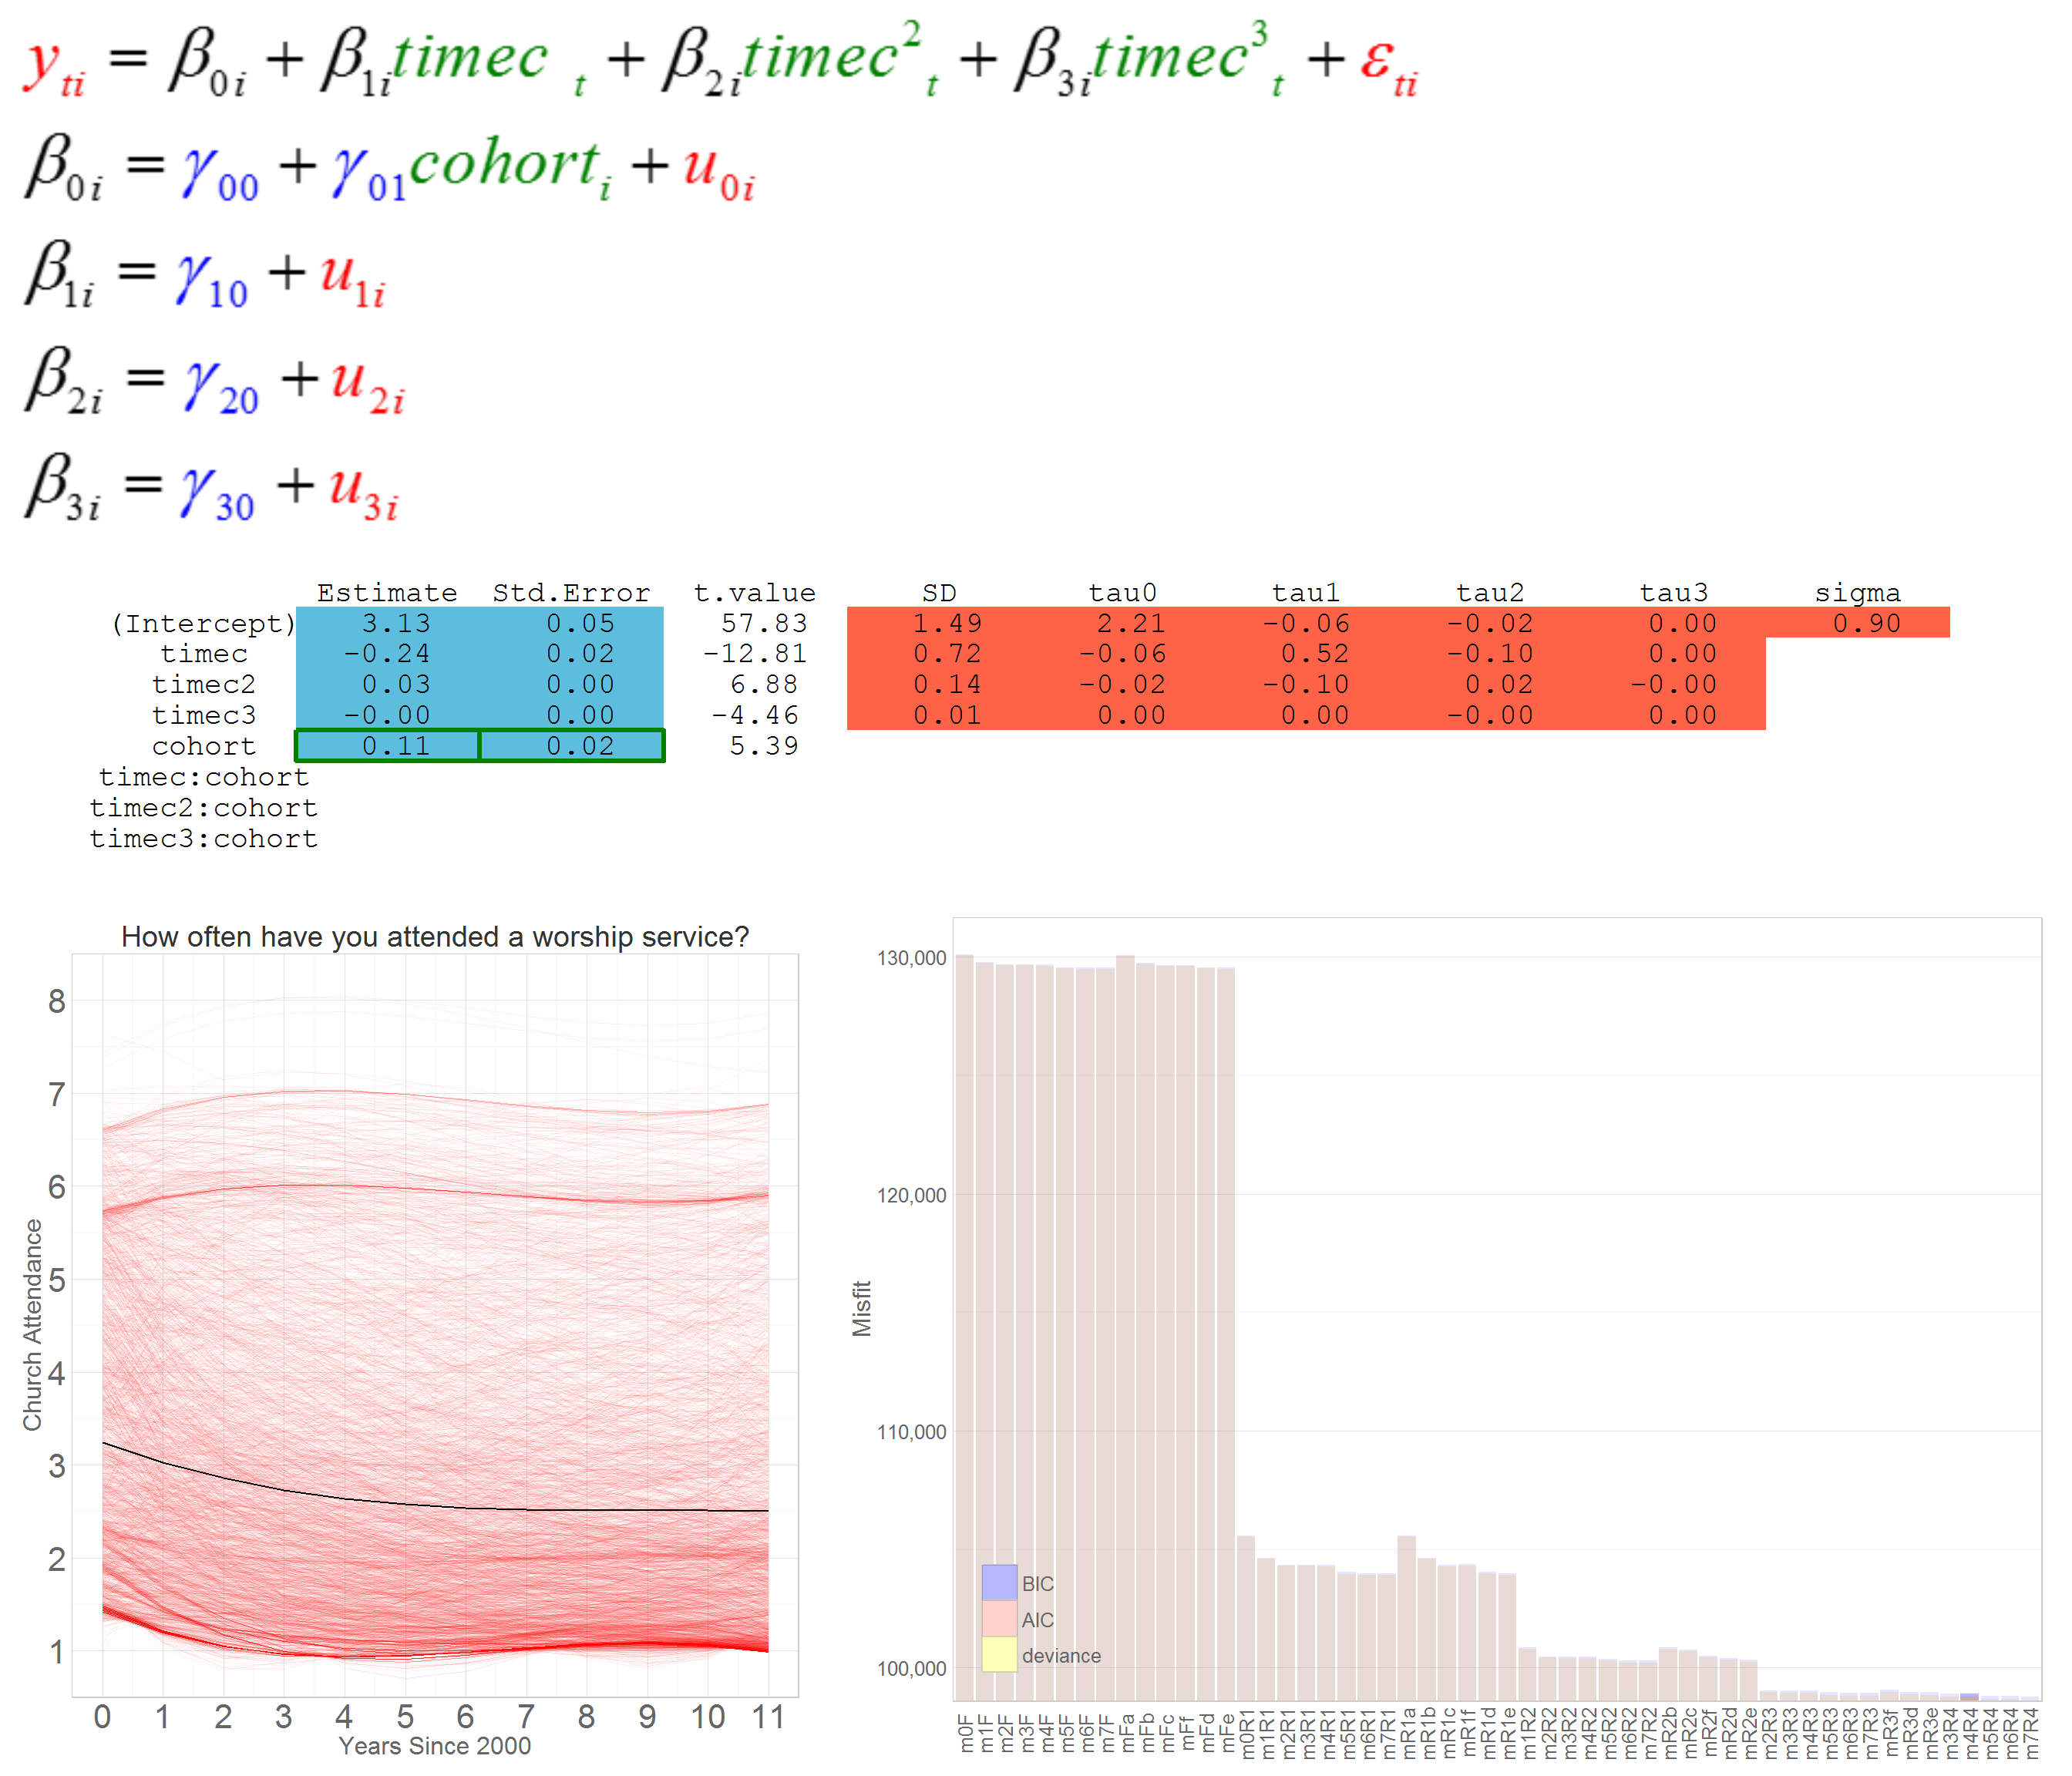 y_ti = β_0i + β_1i timec_t + β_2i timec²_t + β_3i timec³_t + ε_ti
β_0i = γ_00 + γ_01 cohort_i + u_0i
β_1i = γ_10 + u_1i
β_2i = γ_20 + u_2i
β_3i = γ_30 + u_3i
Estimate Std.Error t.value SD tau0 tau1 tau2 tau3 sigma
(Intercept) 3.13 0.05 57.83 1.49 2.21 -0.06 -0.02 0.00 0.90
timec -0.24 0.02 -12.81 0.72 -0.06 0.52 -0.10 0.00
timec2 0.03 0.00 6.88 0.14 -0.02 -0.10 0.02 -0.00
timec3 -0.00 0.00 -4.46 0.01 0.00 0.00 -0.00 0.00
cohort 0.11 0.02 5.39
timec:cohort
timec2:cohort
timec3:cohort
How often have you attended a worship service?
Church Attendance
8
7
6
5
4
3
2
1
0 1 2 3 4 5 6 7 8 9 10 11
Years Since 2000
Misfit
130,000
120,000
110,000
100,000
BIC
AIC
deviance
m0F m1F m2F m3F m4F m5F m6F m7F mFa mFb mFc mFf mFd mFe m0R1 m1R1 m2R1 m3R1 m4R1 m5R1 m6R1 m7R1 mR1a mR1b mR1c mR1f mR1d mR1e m1R2 m2R2 m3R2 m4R2 m5R2 m6R2 m7R2 mR2b mR2c mR2f mR2d mR2e m2R3 m3R3 m4R3 m5R3 m6R3 m7R3 mR3f mR3d mR3e m3R4 m4R4 m5R4 m6R4 m7R4